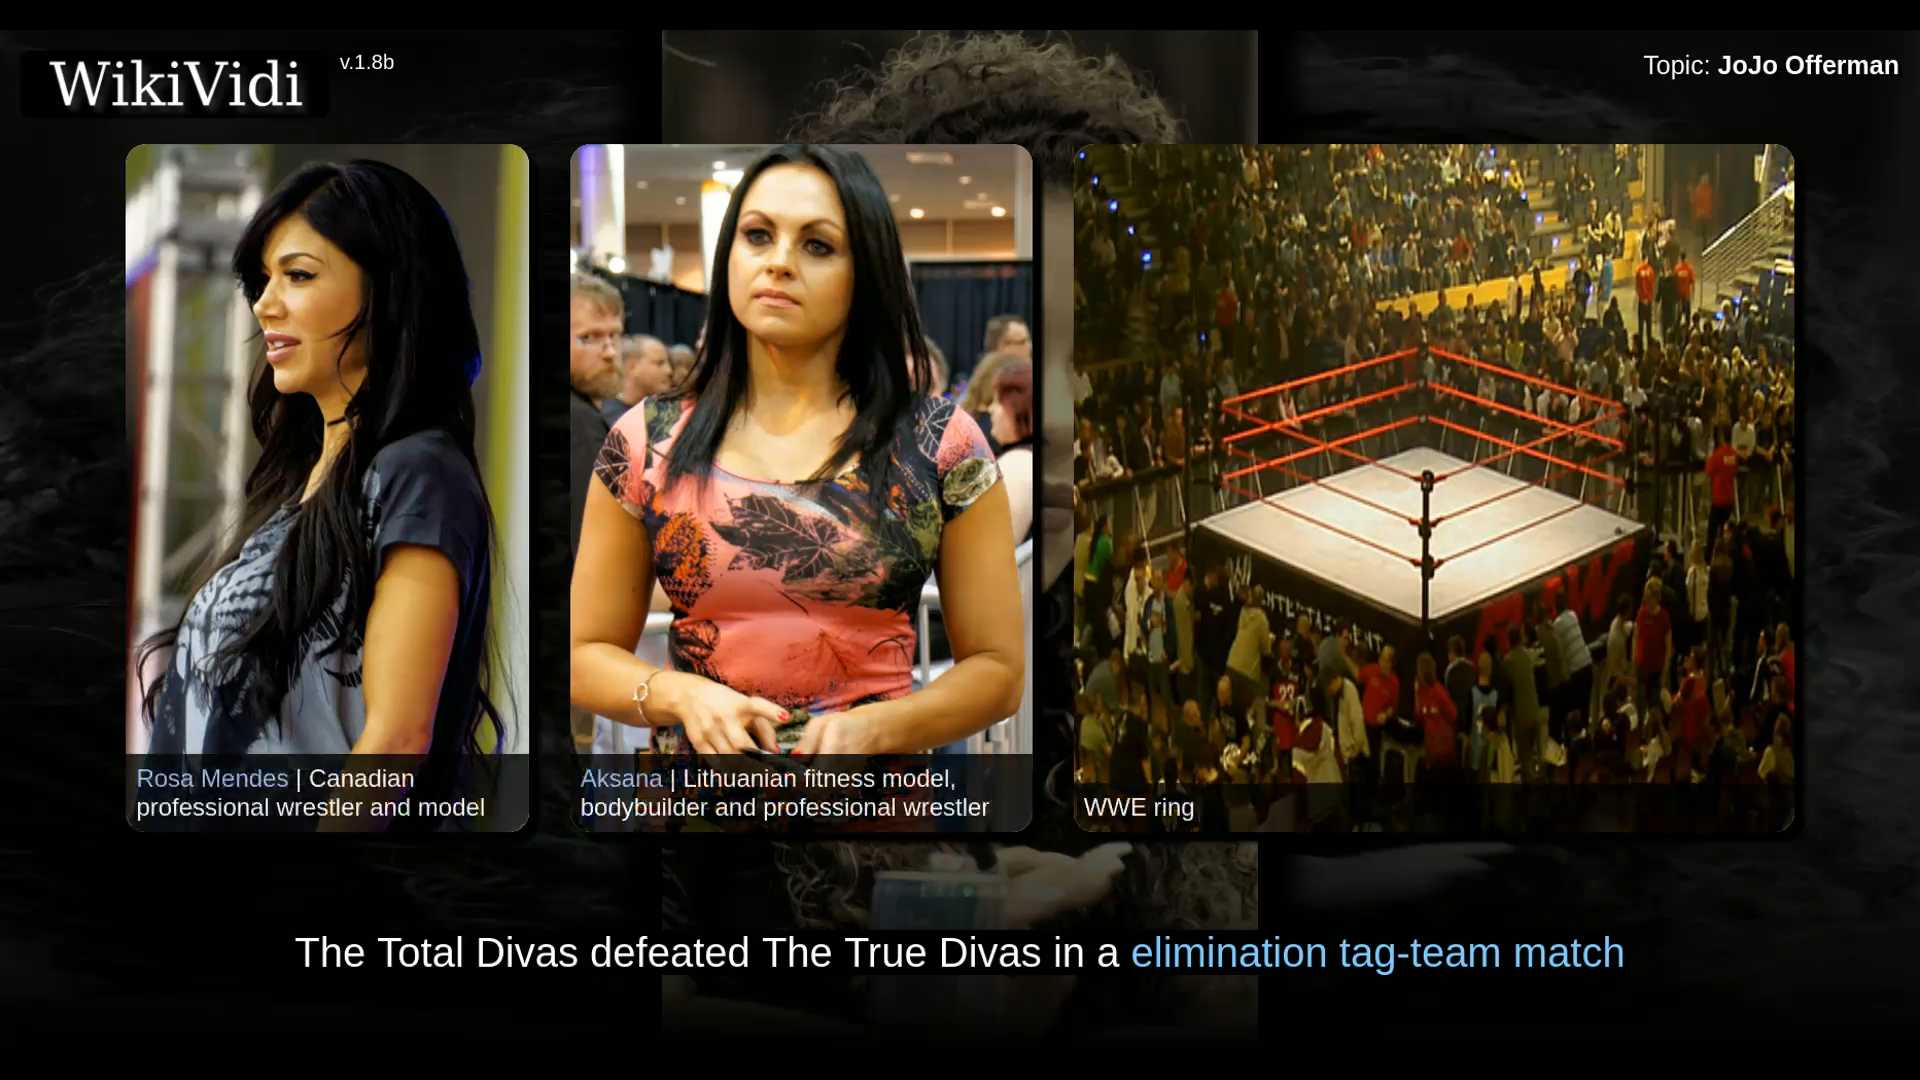 WikiVidi
v.1.8b
Topic: JoJo Offerman
Rosa Mendes | Canadian
professional wrestler and model
Aksana | Lithuanian fitness model,
bodybuilder and professional wrestler
WWE ring
The Total Divas defeated The True Divas in a elimination tag-team match